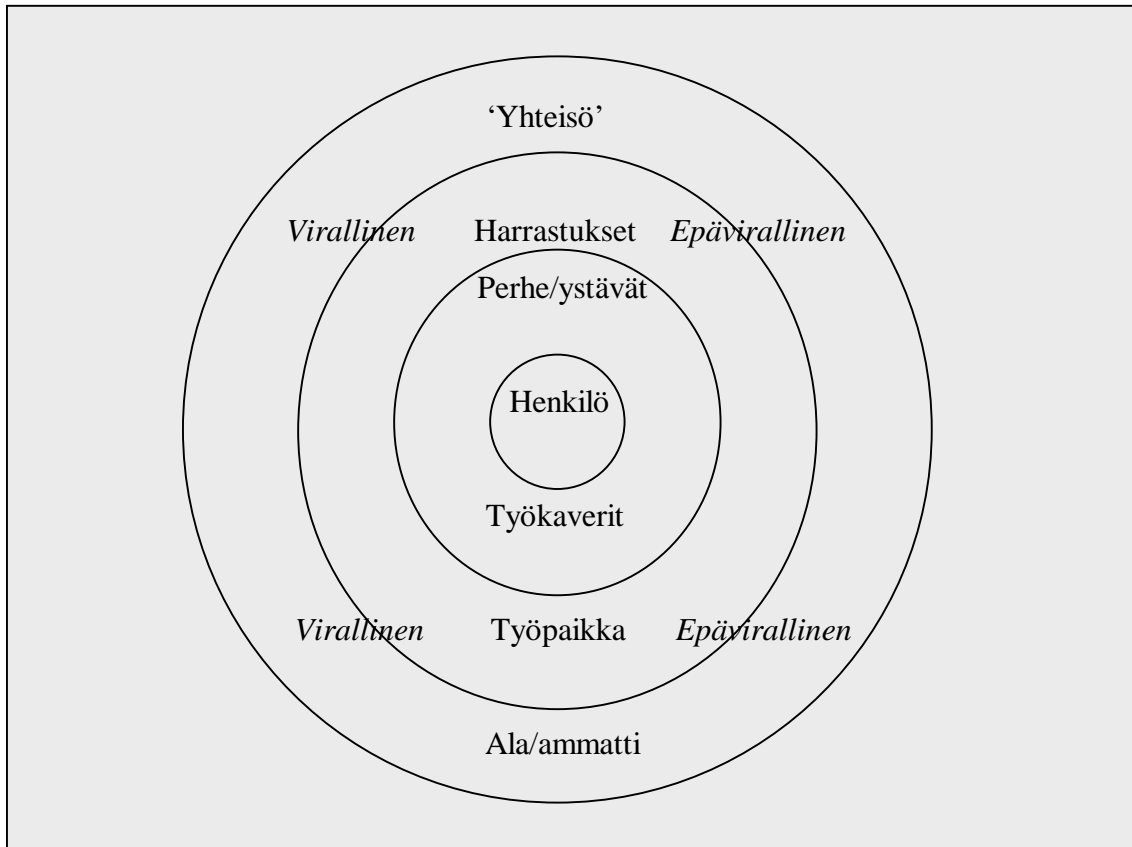 ‘Yhteisö’
Virallinen Harrastukset Epävirallinen
Perhe/ystävät
Henkilö
Työkaverit
Virallinen Työpaikka Epävirallinen
Ala/ammatti